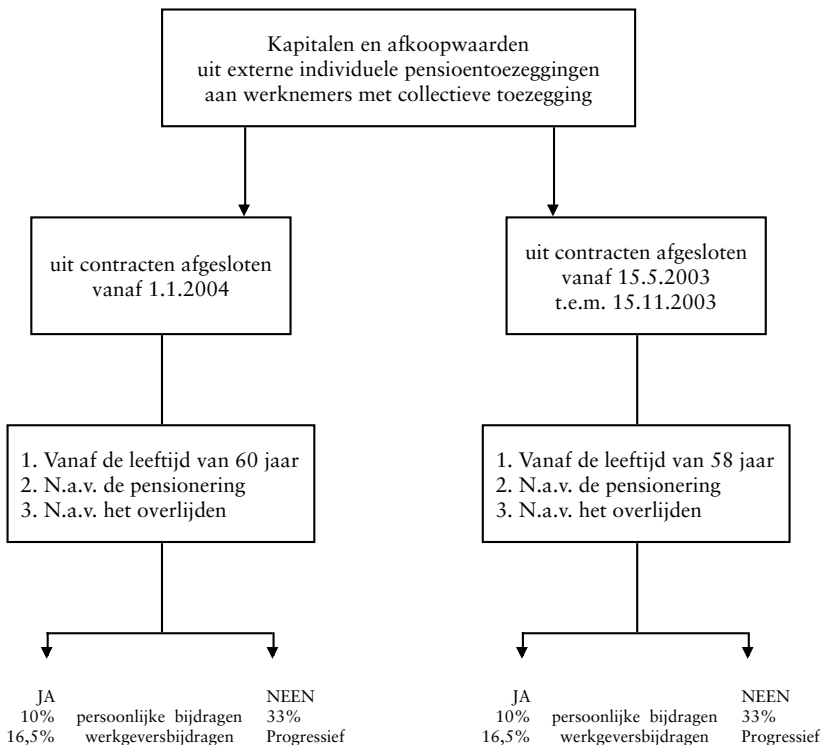 Kapitalen en afkoopwaarden
uit externe individuele pensioentoezeggingen
aan werknemers met collectieve toezegging
uit contracten afgesloten
vanaf 1.1.2004
uit contracten afgesloten
vanaf 15.5.2003
t.e.m. 15.11.2003
1. Vanaf de leeftijd van 60 jaar
2. N.a.v. de pensionering
3. N.a.v. het overlijden
1. Vanaf de leeftijd van 58 jaar
2. N.a.v. de pensionering
3. N.a.v. het overlijden
JA NEEN
10% persoonlijke bijdragen 33%
16,5% werkgeversbijdragen Progressief
JA NEEN
10% persoonlijke bijdragen 33%
16,5% werkgeversbijdragen Progressief